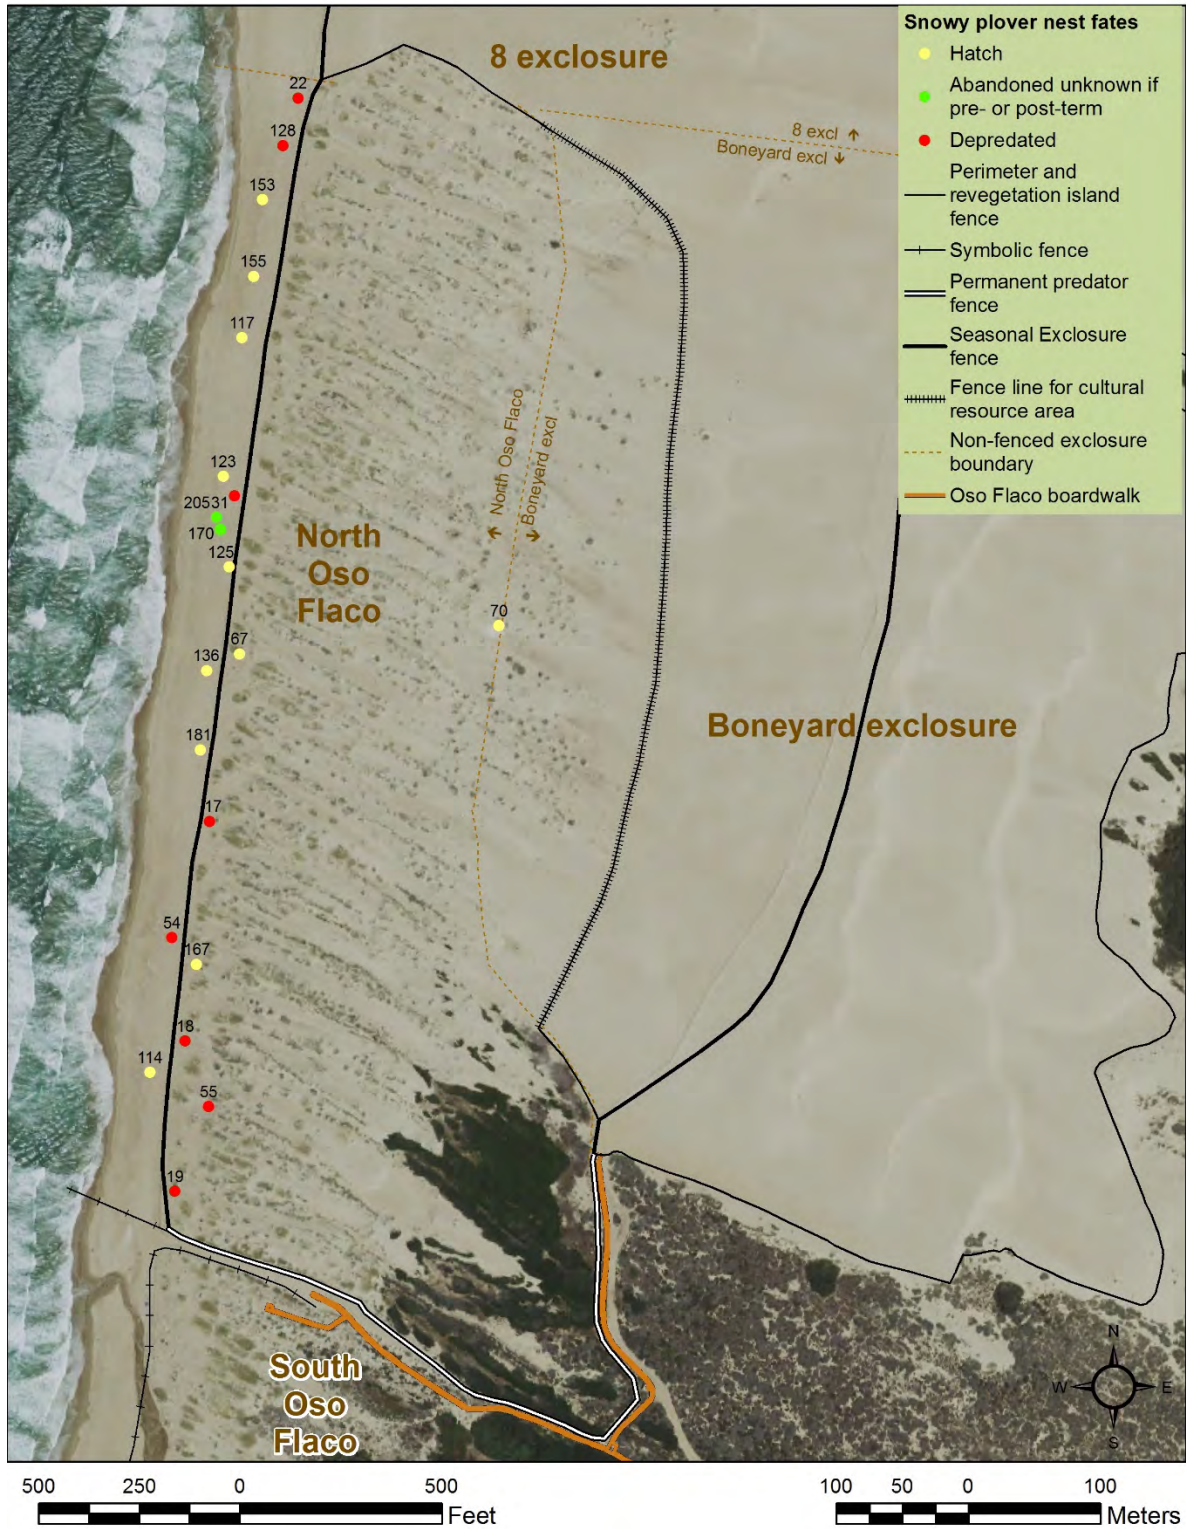 Snowy plover nest fates
Hatch
Abandoned unknown if
pre- or post-term
Depredated
Perimeter and
revegetation island
fence
Symbolic fence
Permanent predator
fence
Seasonal Exclosure
fence
Fence line for cultural
resource area
Non-fenced exclosure
boundary
Oso Flaco boardwalk
8 exclosure
8 excl
Boneyard excl
22
128
153
155
117
123
20531
170
125
North Oso Flaco
Boneyard excl
North
Oso
Flaco
70
67
136
Boneyard exclosure
181
17
54
167
18
114
55
19
South
Oso
Flaco
N
W E
S
500 250 0 500
Feet
100 50 0 100
Meters